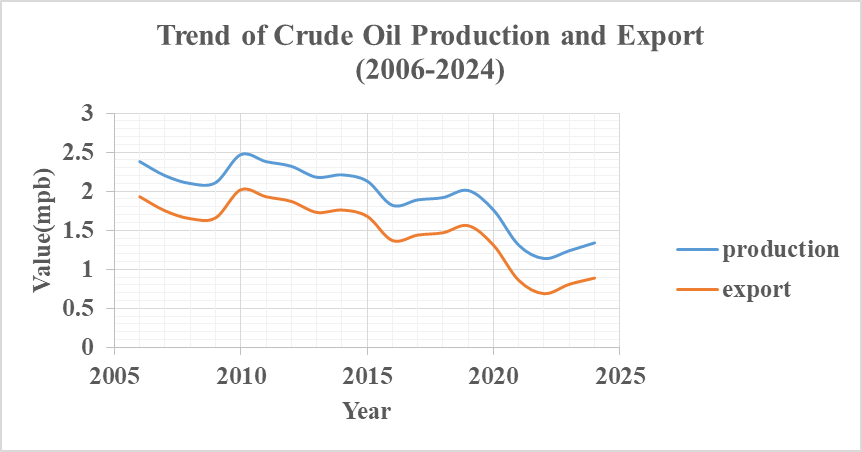 Trend of Crude Oil Production and Export
(2006-2024)
3
2.5
2
1.5
1
0.5
0
Value(mpb)
2005 2010 2015 2020 2025
Year
production
export